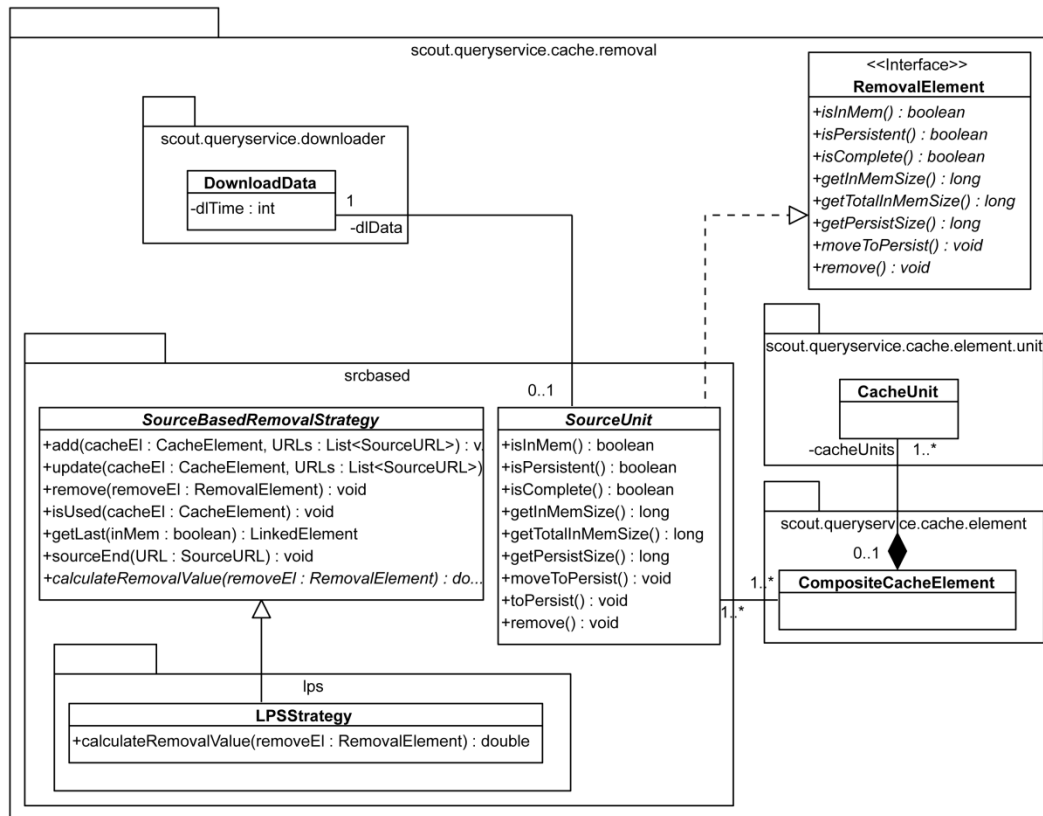 scout.queryservice.cache.removal
<<Interface>>
RemovalElement
+isInMem() : boolean
+isPersistent() : boolean
+isComplete() : boolean
+getInMemSize() : long
+getTotalInMemSize() : long
+getPersistSize() : long
+moveToPersist() : void
+remove() : void
scout.queryservice.downloader
DownloadData
-dlTime : int
1
-dlData
scout.queryservice.cache.element.unit
CacheUnit
-cacheUnits
1..*
srcbased
0..1
SourceBasedRemovalStrategy
+add(cacheEl : CacheElement, URLs : List<SourceURL>) : v.
+update(cacheEl : CacheElement, URLs : List<SourceURL>)
+remove(removeEl : RemovalElement) : void
+isUsed(cacheEl : CacheElement) : void
+getLast(inMem : boolean) : LinkedElement
+sourceEnd(URL : SourceURL) : void
+calculateRemovalValue(removeEl : RemovalElement) : do...
SourceUnit
+isInMem() : boolean
+isPersistent() : boolean
+isComplete() : boolean
+getInMemSize() : long
+getTotalInMemSize() : long
+getPersistSize() : long
+moveToPersist() : void
+toPersist() : void
+remove() : void
scout.queryservice.cache.element
0..1
CompositeCacheElement
1..*
1..*
lps
LPSStrategy
+calculateRemovalValue(removeEl : RemovalElement) : double